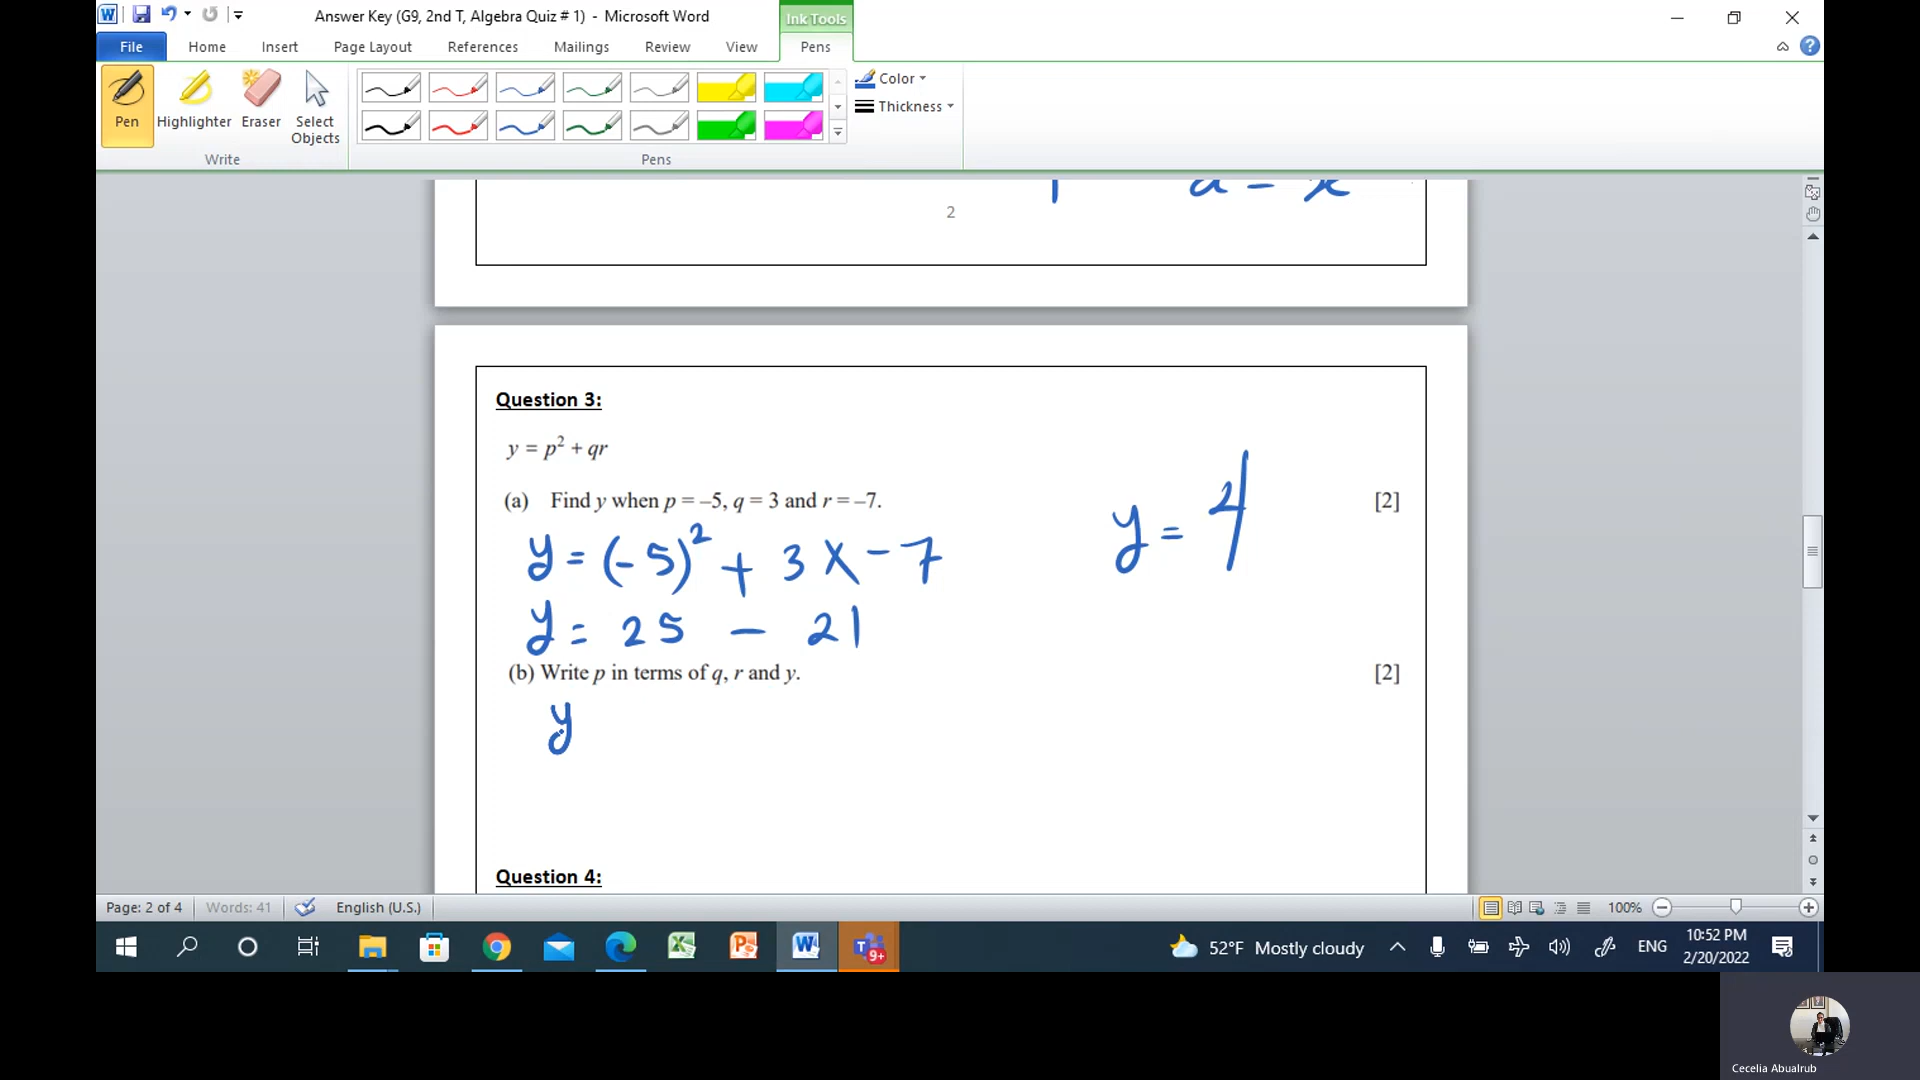 Answer Key (G9, 2nd T, Algebra Quiz # 1) - Microsoft Word
Ink Tools
File Home Insert Page Layout References Mailings Review View Pens
Pen Highlighter Eraser Select Objects
Color
Thickness
Write
Pens
a = x
2
Question 3:
y = p² + qr
(a) Find y when p = –5, q = 3 and r = –7. [2]
y = 4
y = (-5)² + 3 x - 7
y = 25 - 21
(b) Write p in terms of q, r and y. [2]
y
Question 4:
Page: 2 of 4 Words: 41 English (U.S.) 100%
52°F Mostly cloudy ENG 10:52 PM
2/20/2022
9+
Cecelia Abualrub